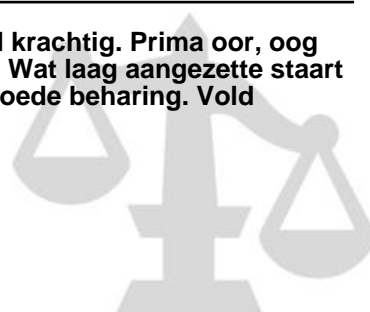 krachtig. Prima oor, oog
Wat laag aangezette staart
oede beharing. Vold